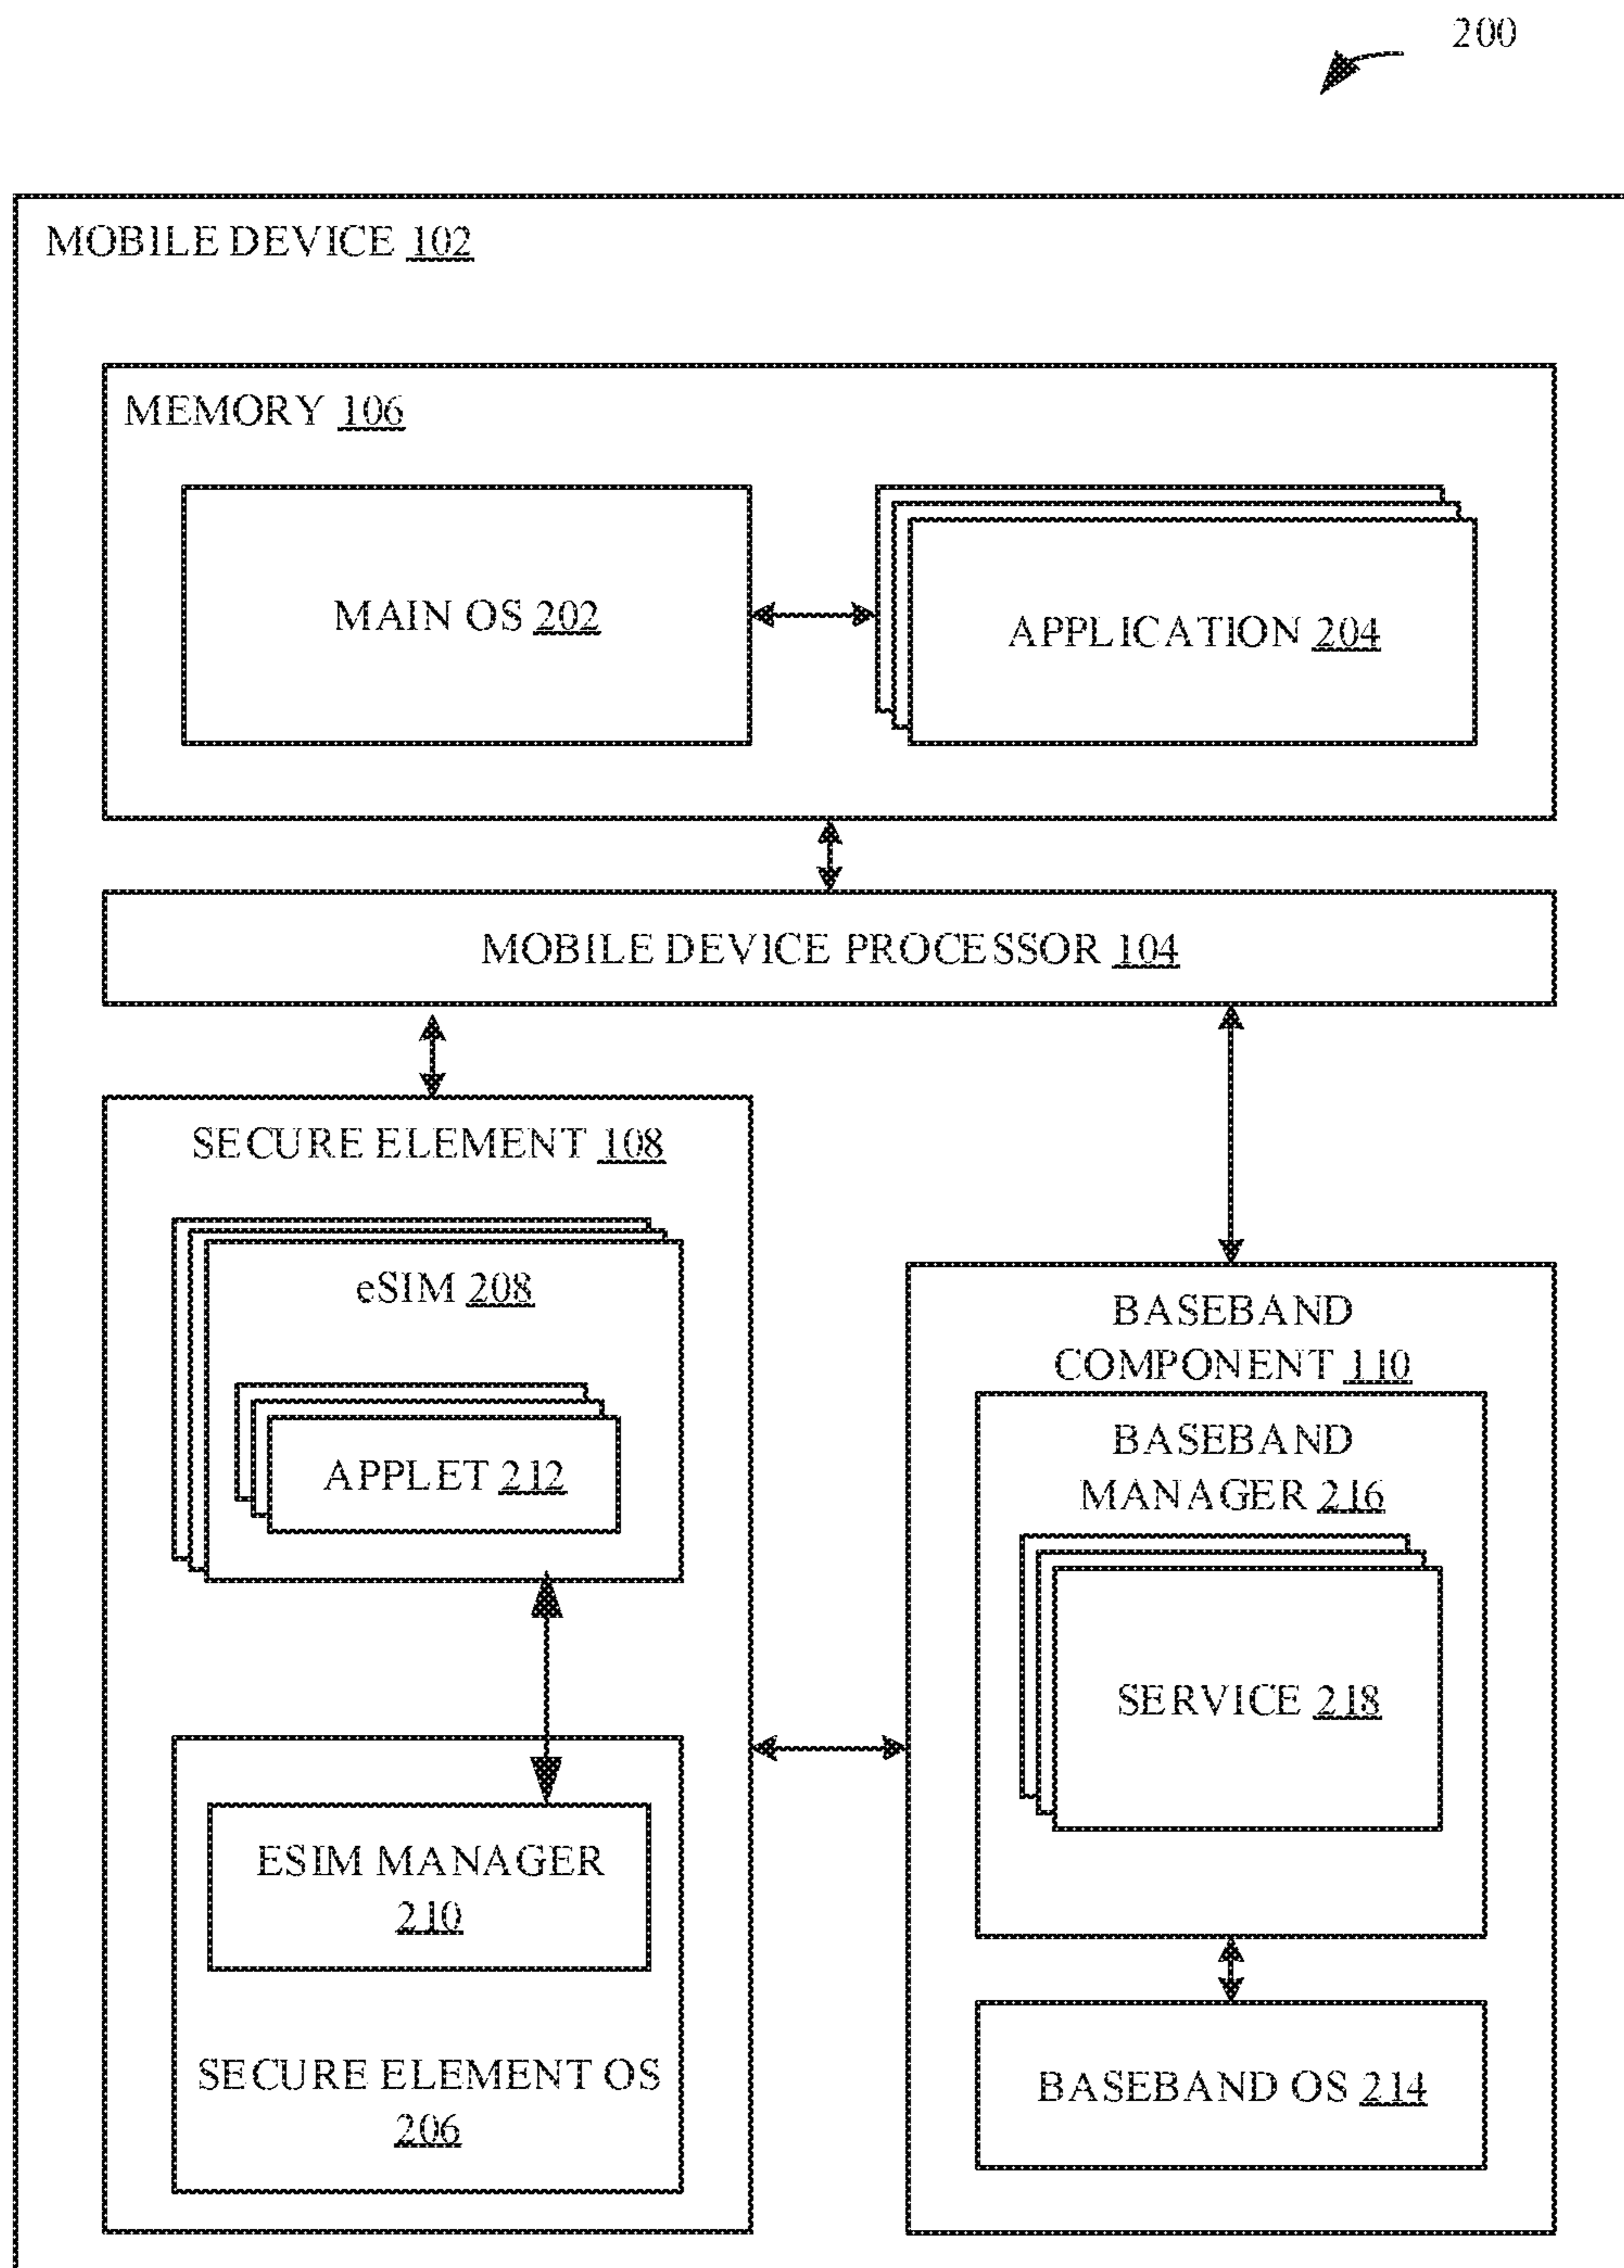 200
MOBILE DEVICE 102
MEMORY 106
MAIN OS 202
APPLICATION 204
MOBILE DEVICE PROCESSOR 104
SECURE ELEMENT 108
eSIM 208
APPLET 212
ESIM MANAGER
210
SECURE ELEMENT OS
206
BASEBAND
COMPONENT 110
BASEBAND
MANAGER 216
SERVICE 218
BASEBAND OS 214